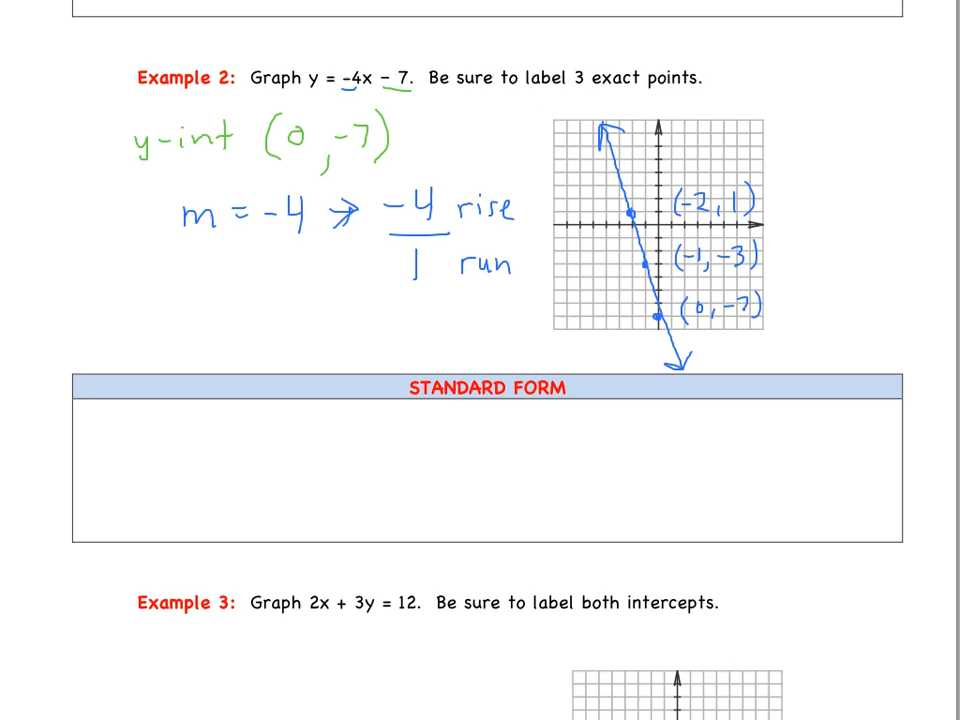 Example 2: Graph y = -4x - 7. Be sure to label 3 exact points.
y-int (0, -7)
m = -4 → -4 rise
1 run
(-2, 1)
(-1, -3)
(0, -7)
STANDARD FORM
Example 3: Graph 2x + 3y = 12. Be sure to label both intercepts.